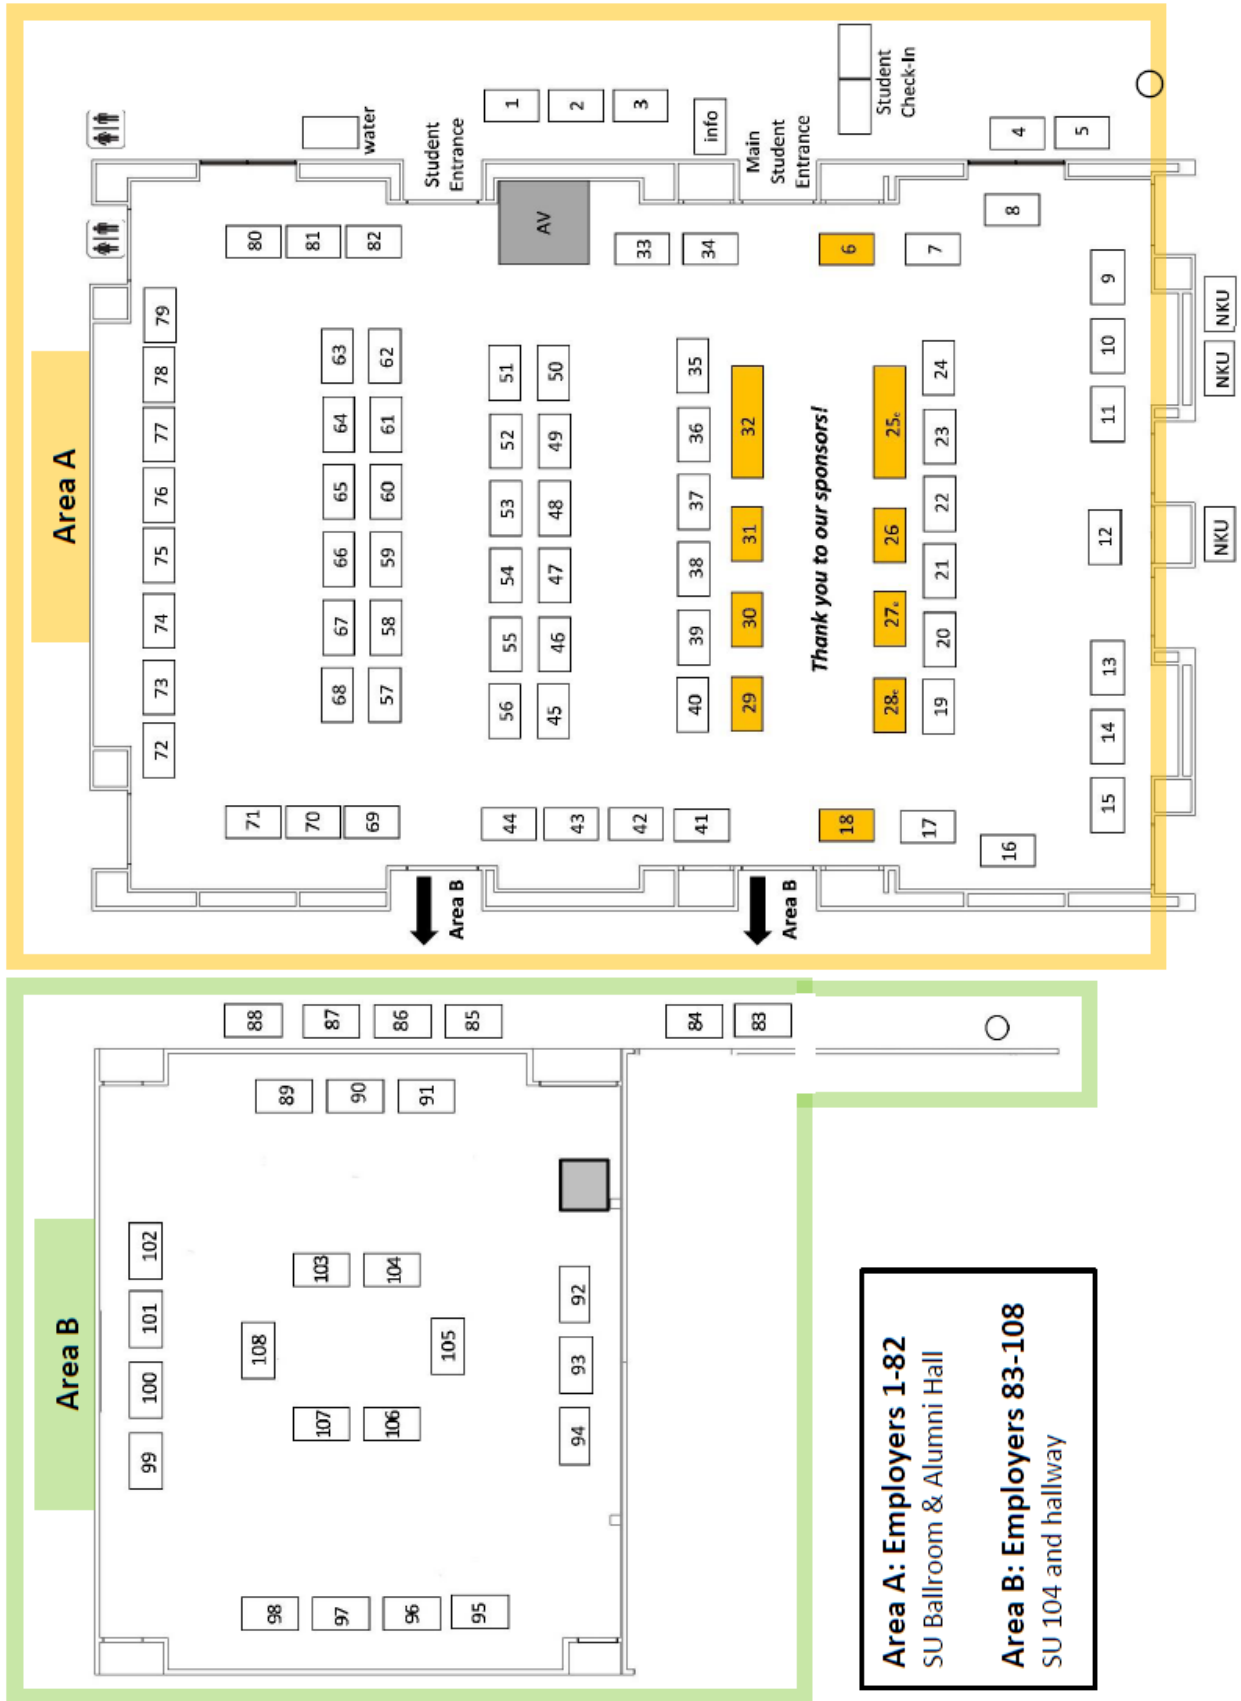 Area B
99 100 101 102
98 97 96 95
108
107 106
103 104
105
94 93 92
89 90 91
88 87 86 85
84 83
Area A
72 73 74 75 76 77 78 79
71 70 69
80 81 82
68 67 66 65 64 63
57 58 59 60 61 62
water
Student
Entrance
Area B
56 55 54 53 52 51
45 46 47 48 49 50
44 43 42 41
AV
1 2 3
33 34
info
40 39 38 37 36 35
29 30 31 32
Main
Student
Entrance
Area B
Thank you to our sponsors!
18
6
Student
Check-In
28e 27e 26 25e
19 20 21 22 23 24
17
7
16
8
4 5
15 14 13 12 11 10 9
NKU NKU NKU
Area A: Employers 1-82
SU Ballroom & Alumni Hall
Area B: Employers 83-108
SU 104 and hallway